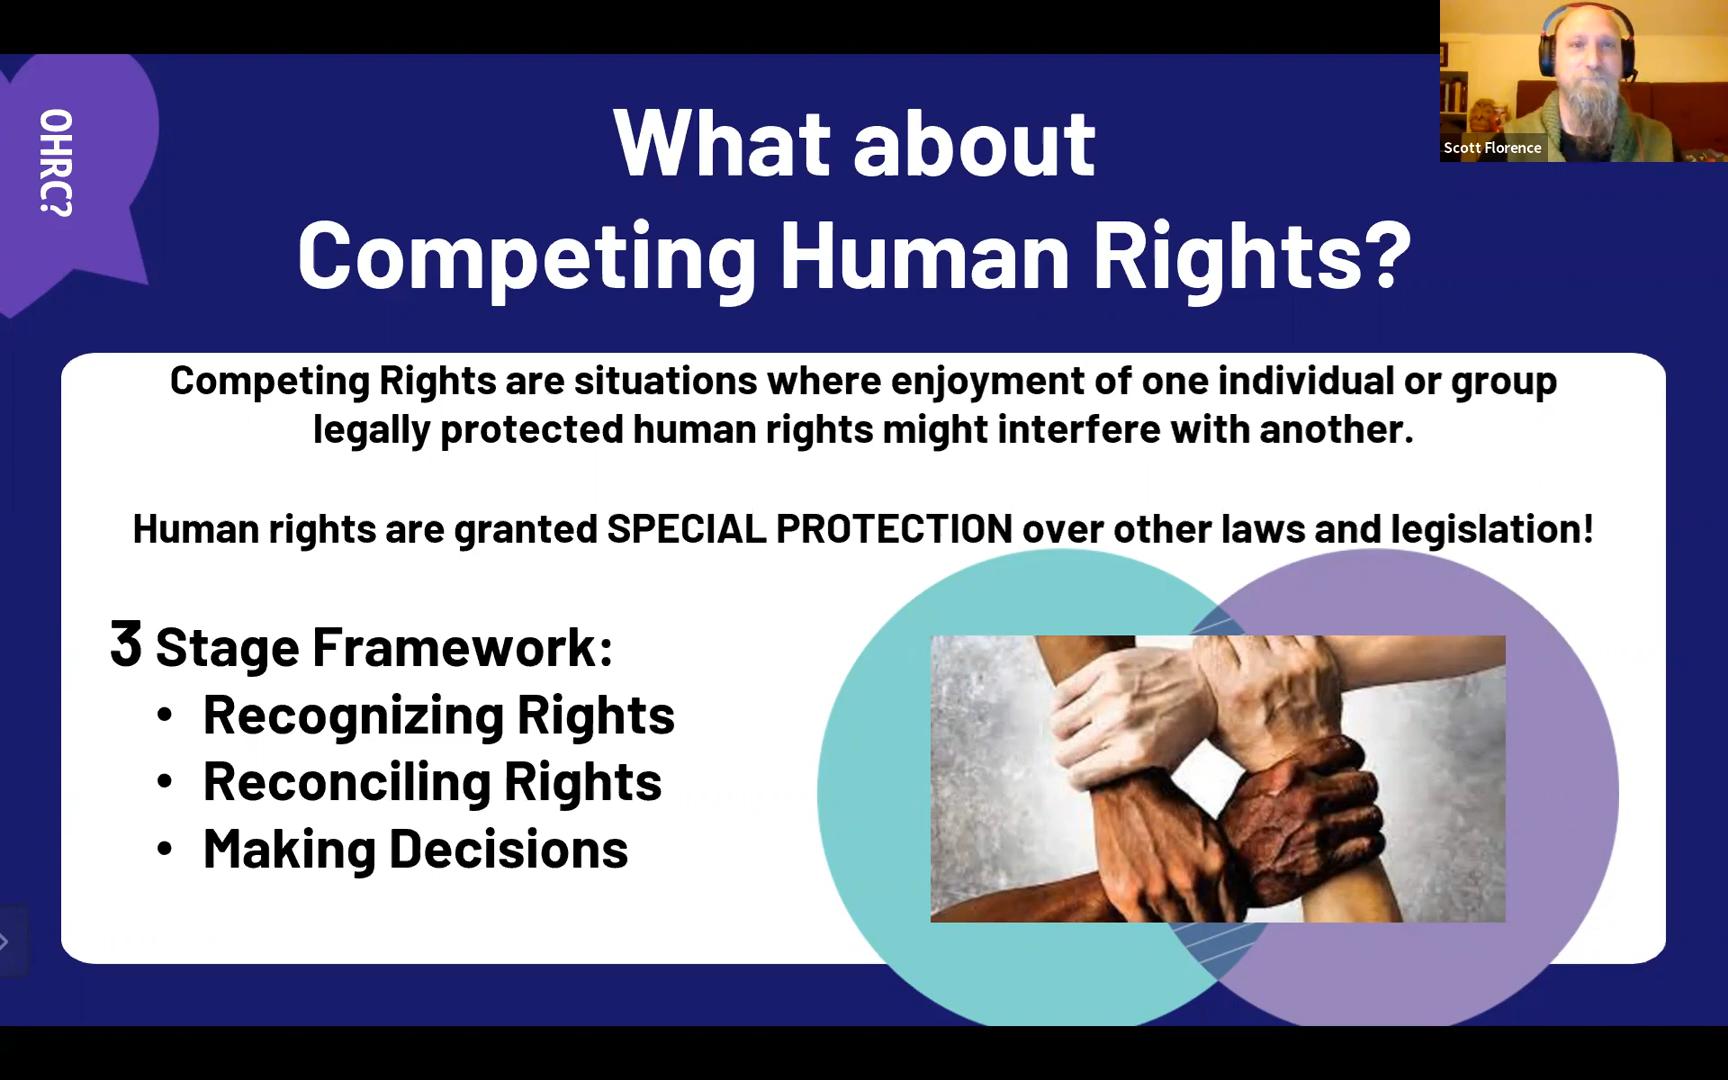 OHRC?
What about
Competing Human Rights?
Scott Florence
Competing Rights are situations where enjoyment of one individual or group
legally protected human rights might interfere with another.
Human rights are granted SPECIAL PROTECTION over other laws and legislation!
3 Stage Framework:
• Recognizing Rights
• Reconciling Rights
• Making Decisions